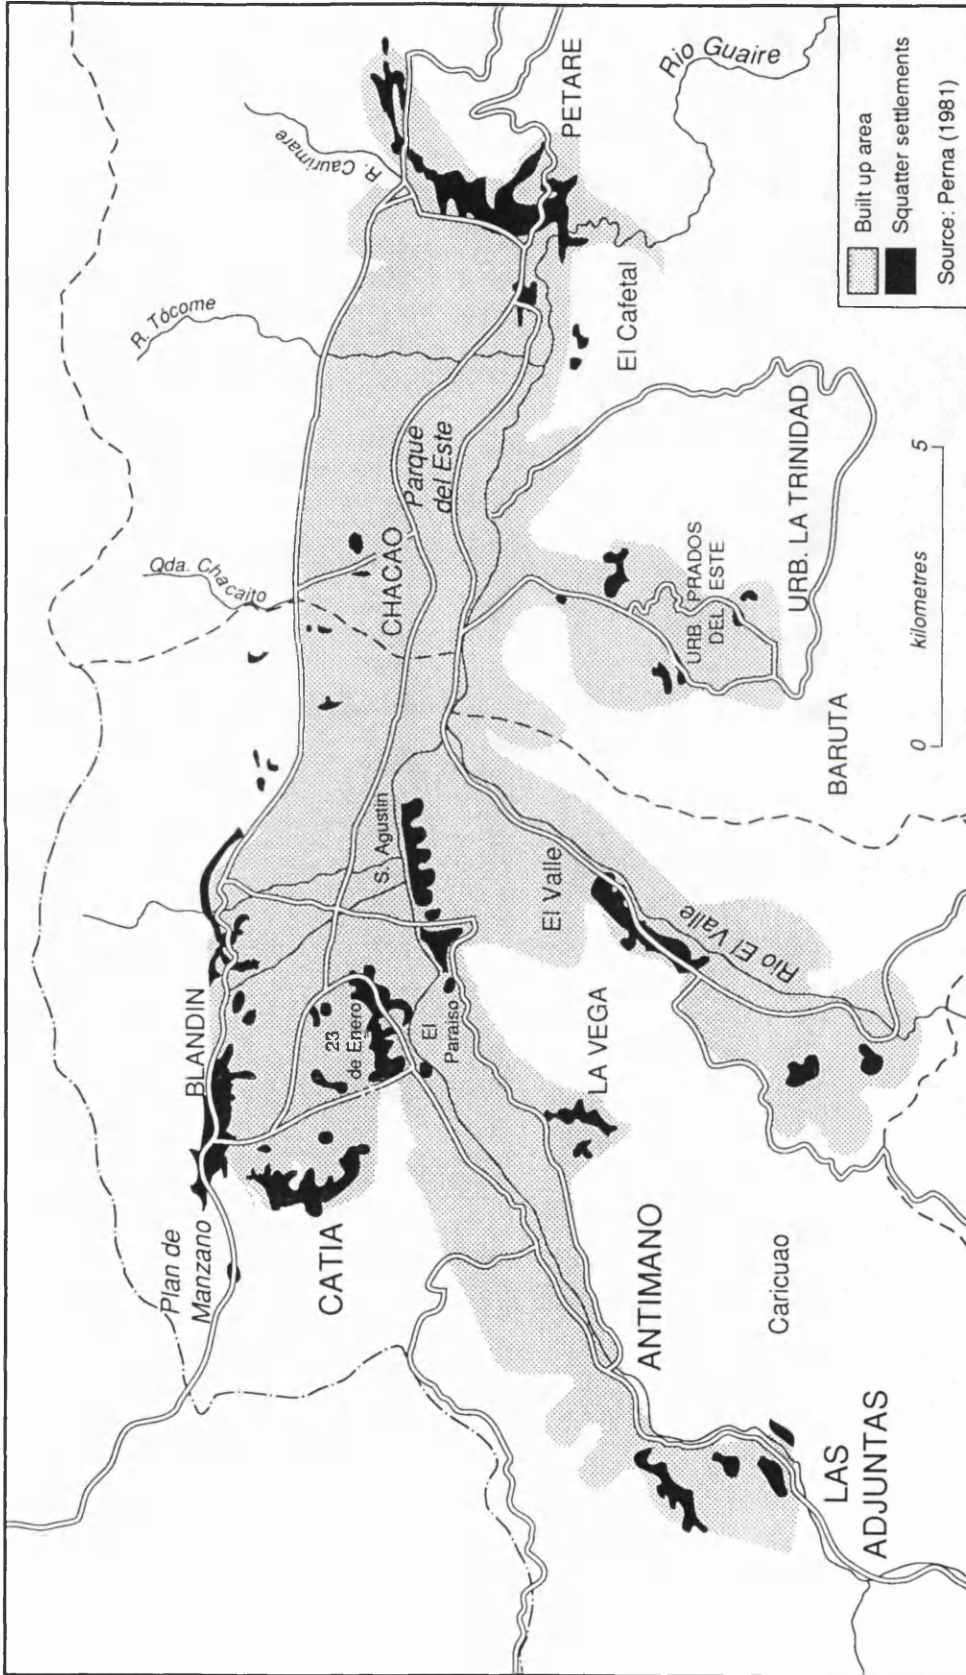 Plan de
Manzano
BLANDIN
Qda. Chacaito
R. Tócome
R. Caurimare
CATIA
23
de Enero
El
Paraiso
S. Agustin
CHACAO
Parque
del Este
PETARE
Rio Guaire
El Cafetal
LA VEGA
El Valle
Rio El Valle
ANTIMANO
Caricuao
LAS
ADJUNTAS
URB. PRADOS
DEL ESTE
URB. LA TRINIDAD
BARUTA
0 5
kilometres
Built up area
Squatter settlements
Source: Perna (1981)